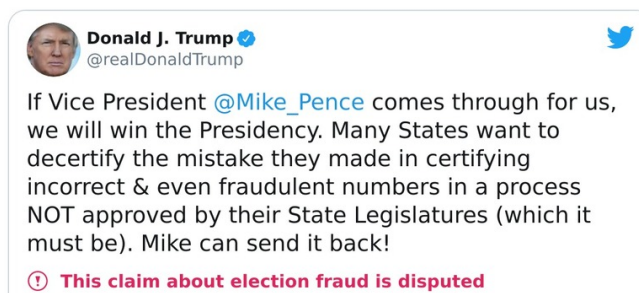 Donald J. Trump
@realDonaldTrump
If Vice President @Mike_Pence comes through for us,
we will win the Presidency. Many States want to
decertify the mistake they made in certifying
incorrect & even fraudulent numbers in a process
NOT approved by their State Legislatures (which it
must be). Mike can send it back!
This claim about election fraud is disputed